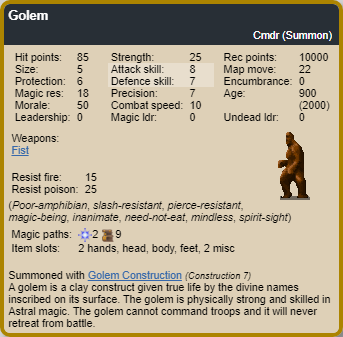 Golem
Cmdr (Summon)
Hit points: 85 Strength: 25 Rec points: 10000
Size: 5 Attack skill: 8 Map move: 22
Protection: 6 Defence skill: 7 Encumbrance: 0
Magic res: 18 Precision: 7 Age: 900
Morale: 50 Combat speed: 10 (2000)
Leadership: 0 Magic ldr: 0 Undead ldr: 0
Weapons:
Fist
Resist fire: 15
Resist poison: 25
(Poor-amphibian, slash-resistant, pierce-resistant,
magic-being, inanimate, need-not-eat, mindless, spirit-sight)
Magic paths: 2 9
Item slots: 2 hands, head, body, feet, 2 misc
Summoned with Golem Construction (Construction 7)
A golem is a clay construct given true life by the divine names
inscribed on its surface. The golem is physically strong and skilled in
Astral magic. The golem cannot command troops and it will never
retreat from battle.